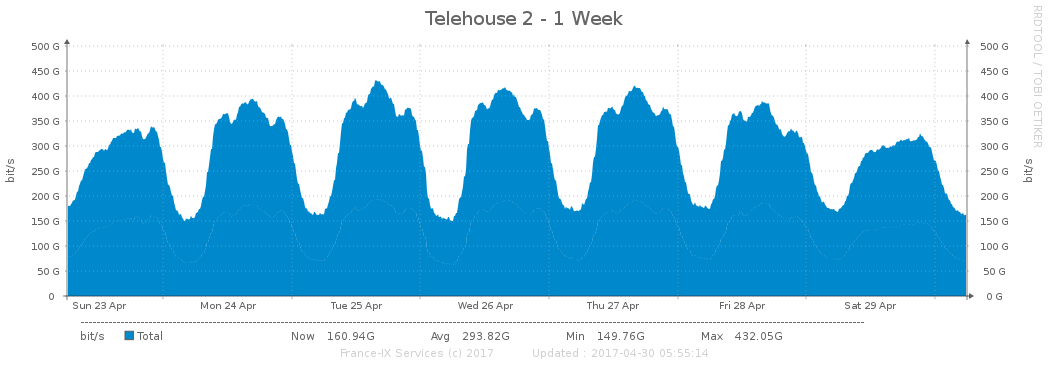 Telehouse 2 - 1 Week
RRDTOOL / TOBI OETIKER
500 G 500 G
450 G 450 G
400 G 400 G
350 G 350 G
300 G 300 G
250 G 250 G
200 G 200 G
150 G 150 G
100 G 100 G
50 G 50 G
0 0 G
bit/s bit/s
Sun 23 Apr Mon 24 Apr Tue 25 Apr Wed 26 Apr Thu 27 Apr Fri 28 Apr Sat 29 Apr
bit/s Total Now 160.94G Avg 293.82G Min 149.76G Max 432.05G
France-IX Services (c) 2017 Updated : 2017-04-30 05:55:14